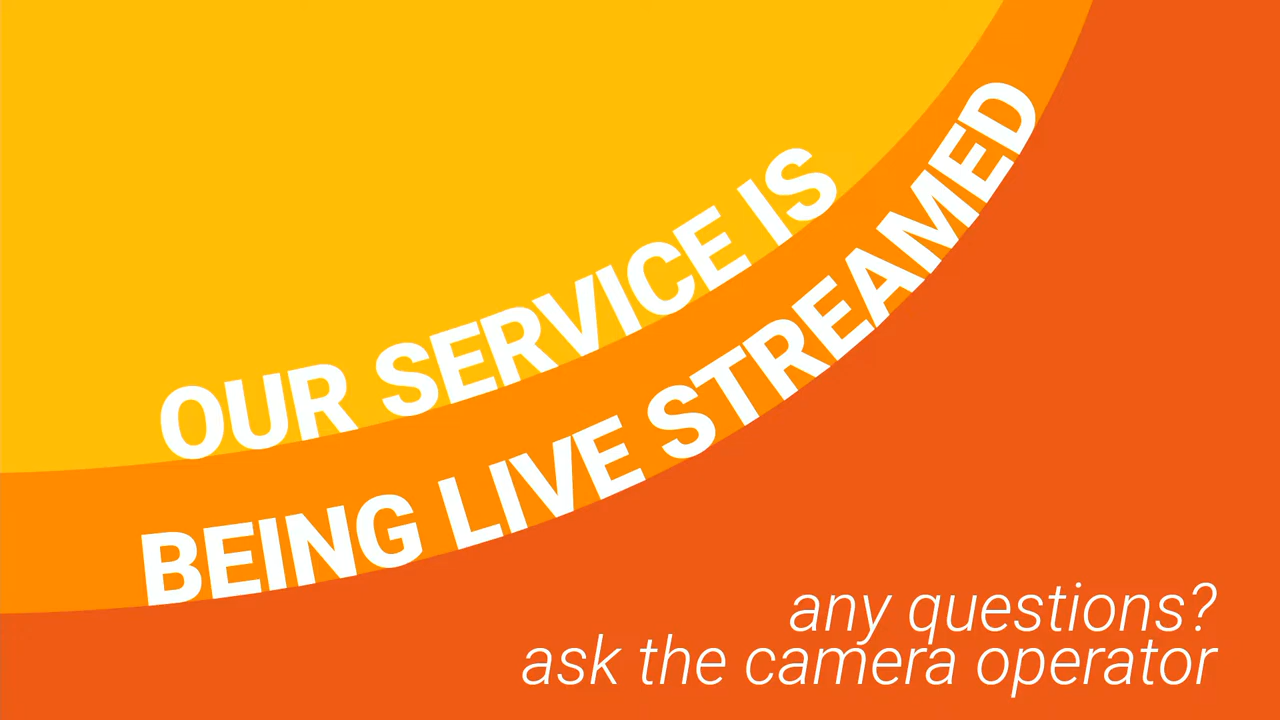 OUR SERVICE IS
BEING LIVE STREAMED
any questions?
ask the camera operator